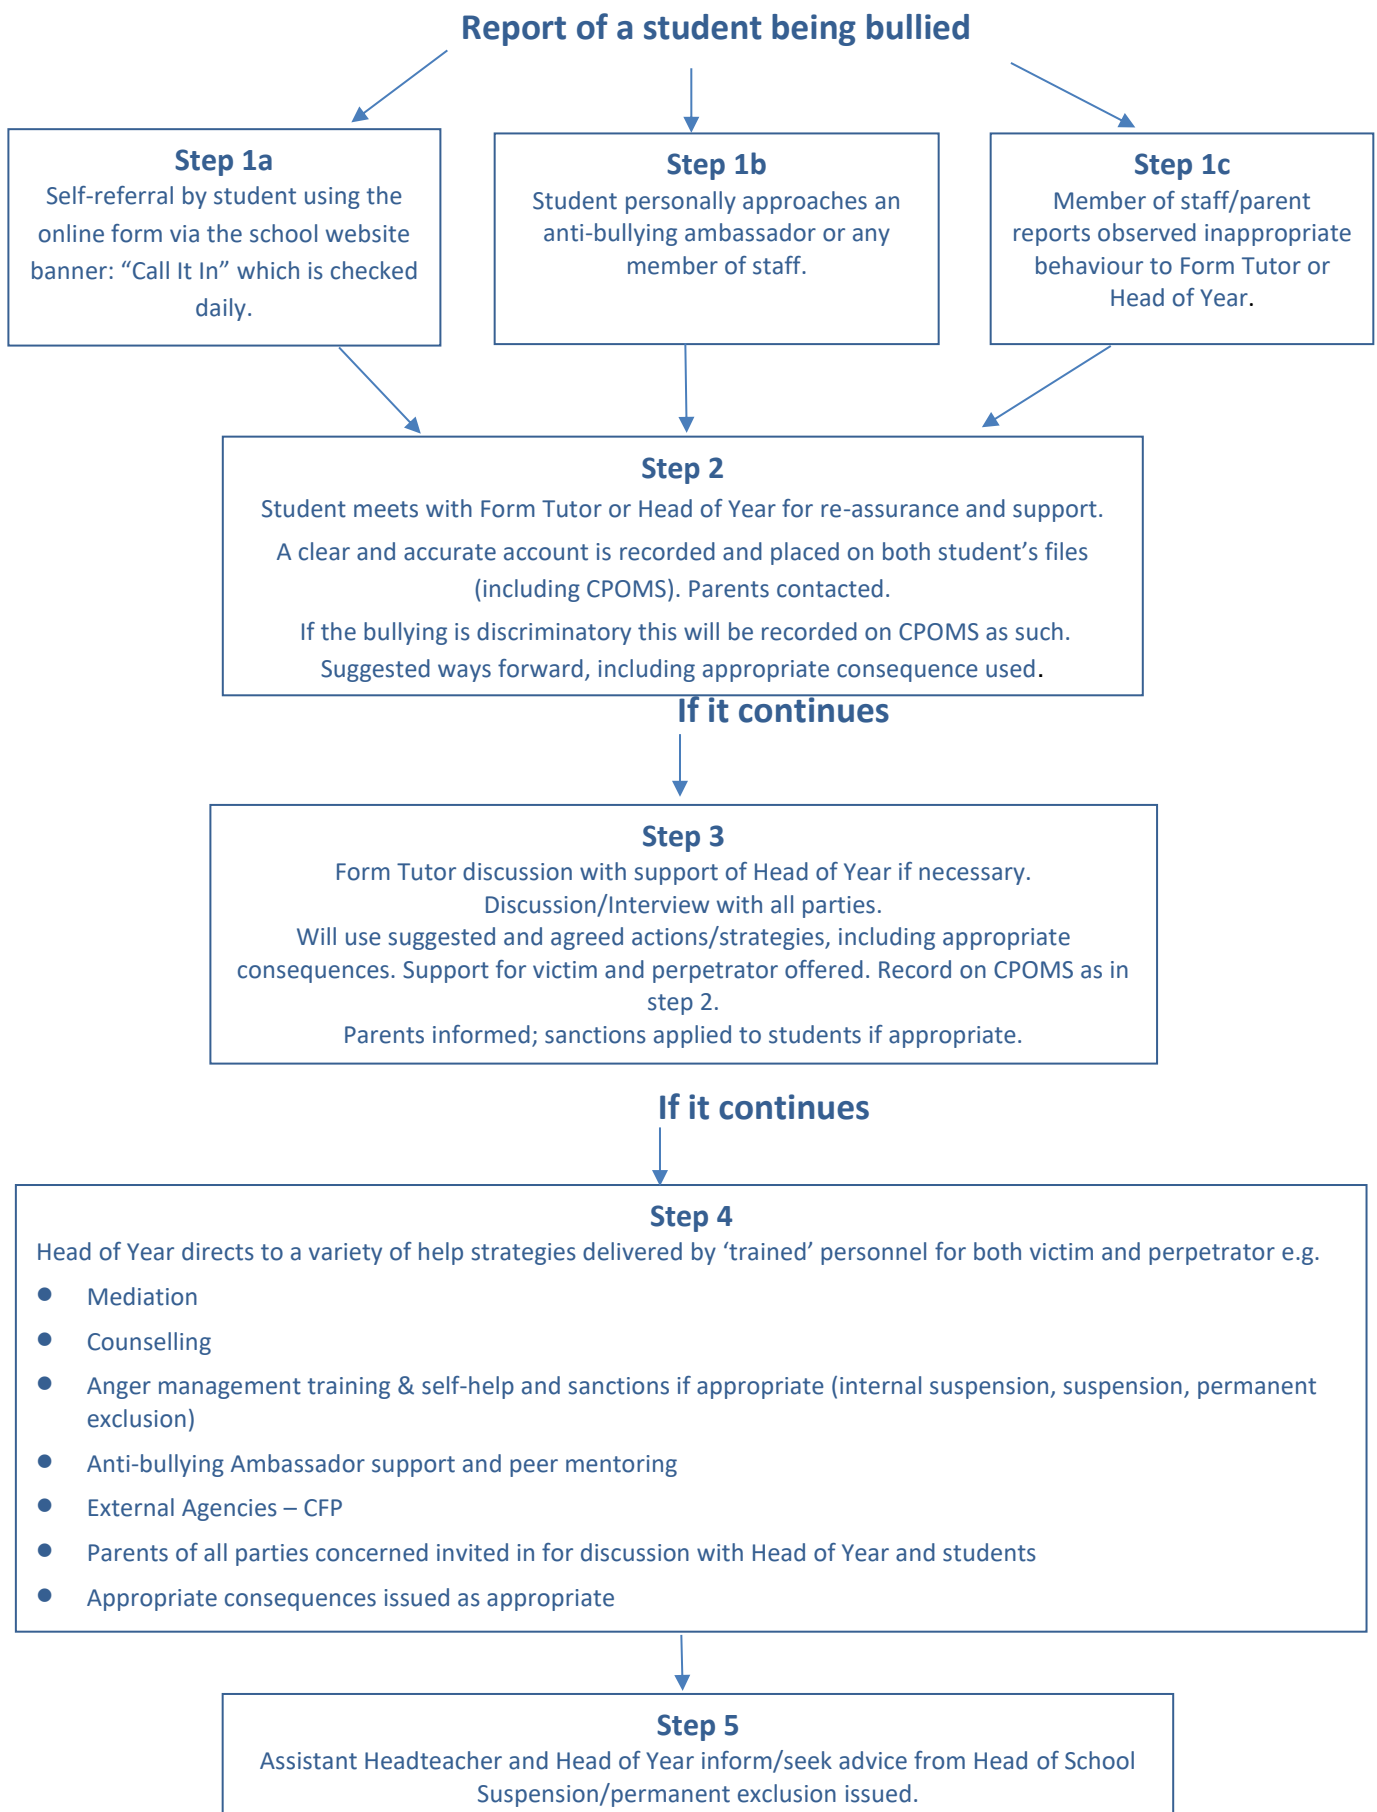 Report of a student being bullied
Step 1a
Self-referral by student using the
online form via the school website
banner: “Call It In” which is checked
daily.
Step 1b
Student personally approaches an
anti-bullying ambassador or any
member of staff.
Step 1c
Member of staff/parent
reports observed inappropriate
behaviour to Form Tutor or
Head of Year.
Step 2
Student meets with Form Tutor or Head of Year for re-assurance and support.
A clear and accurate account is recorded and placed on both student’s files
(including CPOMS). Parents contacted.
If the bullying is discriminatory this will be recorded on CPOMS as such.
Suggested ways forward, including appropriate consequence used.
If it continues
Step 3
Form Tutor discussion with support of Head of Year if necessary.
Discussion/Interview with all parties.
Will use suggested and agreed actions/strategies, including appropriate
consequences. Support for victim and perpetrator offered. Record on CPOMS as in
step 2.
Parents informed; sanctions applied to students if appropriate.
If it continues
Step 4
Head of Year directs to a variety of help strategies delivered by ‘trained’ personnel for both victim and perpetrator e.g.
● Mediation
● Counselling
● Anger management training & self-help and sanctions if appropriate (internal suspension, suspension, permanent
exclusion)
● Anti-bullying Ambassador support and peer mentoring
● External Agencies – CFP
● Parents of all parties concerned invited in for discussion with Head of Year and students
● Appropriate consequences issued as appropriate
Step 5
Assistant Headteacher and Head of Year inform/seek advice from Head of School
Suspension/permanent exclusion issued.